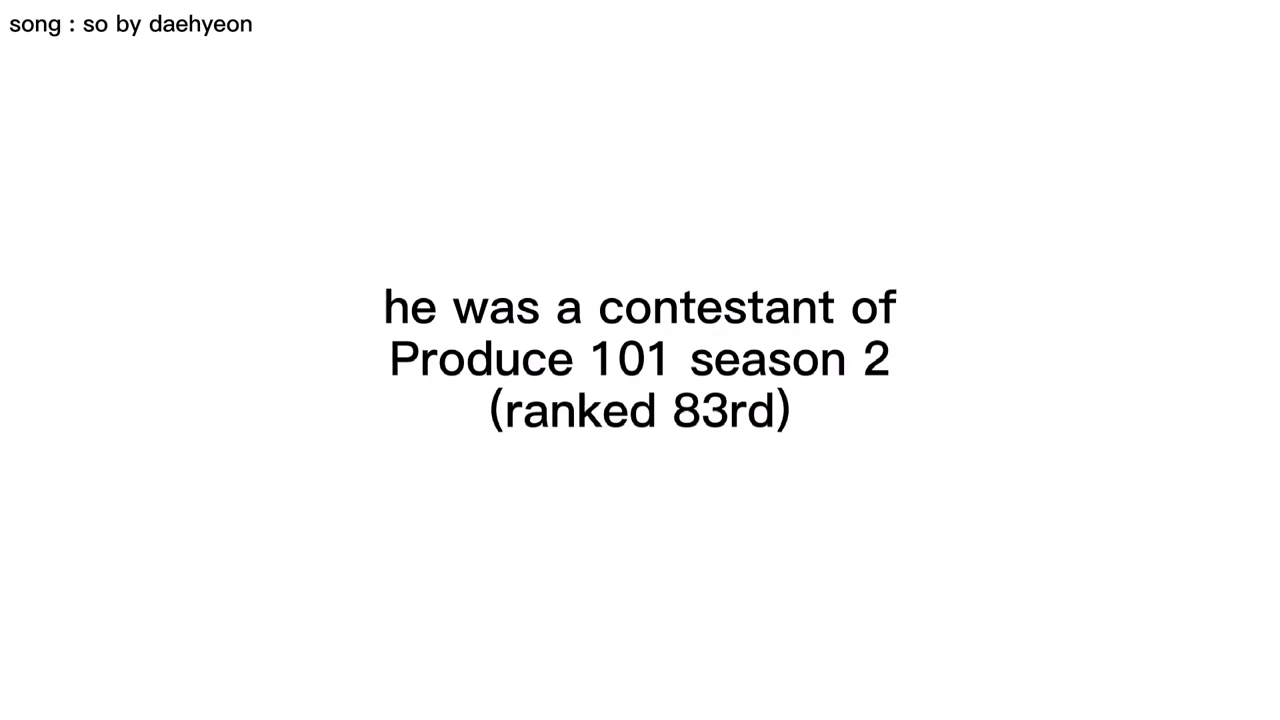 song : so by daehyeon
he was a contestant of
Produce 101 season 2
(ranked 83rd)